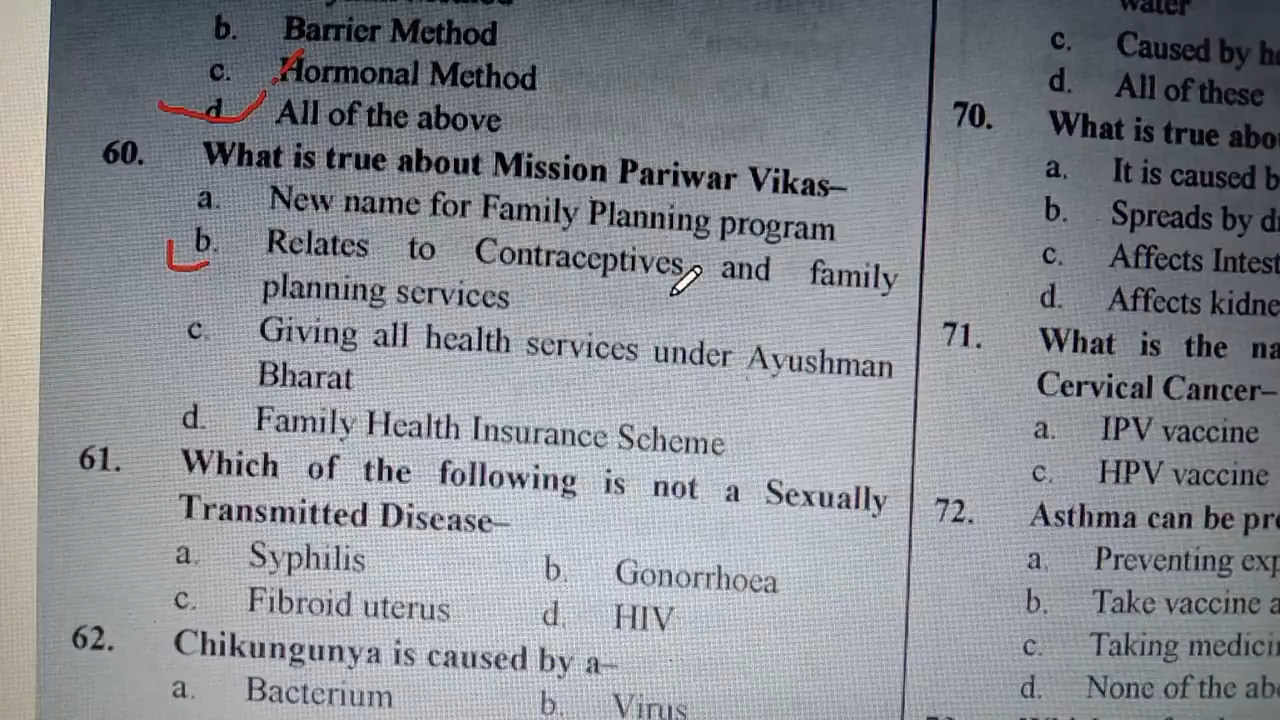 b. Barrier Method
c. Hormonal Method
d. All of the above
60. What is true about Mission Pariwar Vikas–
a. New name for Family Planning program
b. Relates to Contraceptives and family
planning services
c. Giving all health services under Ayushman
Bharat
d. Family Health Insurance Scheme
61. Which of the following is not a Sexually
Transmitted Disease–
a. Syphilis b. Gonorrhoea
c. Fibroid uterus d. HIV
62. Chikungunya is caused by a–
a. Bacterium b. Virus
water
c. Caused by
d. All of these
70. What is true
a. It is caused
b. Spreads by
c. Affects
d. Affects
71. What is the
Cervical Cancer–
a. IPV vaccine
c. HPV vaccine
72. Asthma can be
a. Preventing
b. Take vaccine
c. Taking
d. None of the